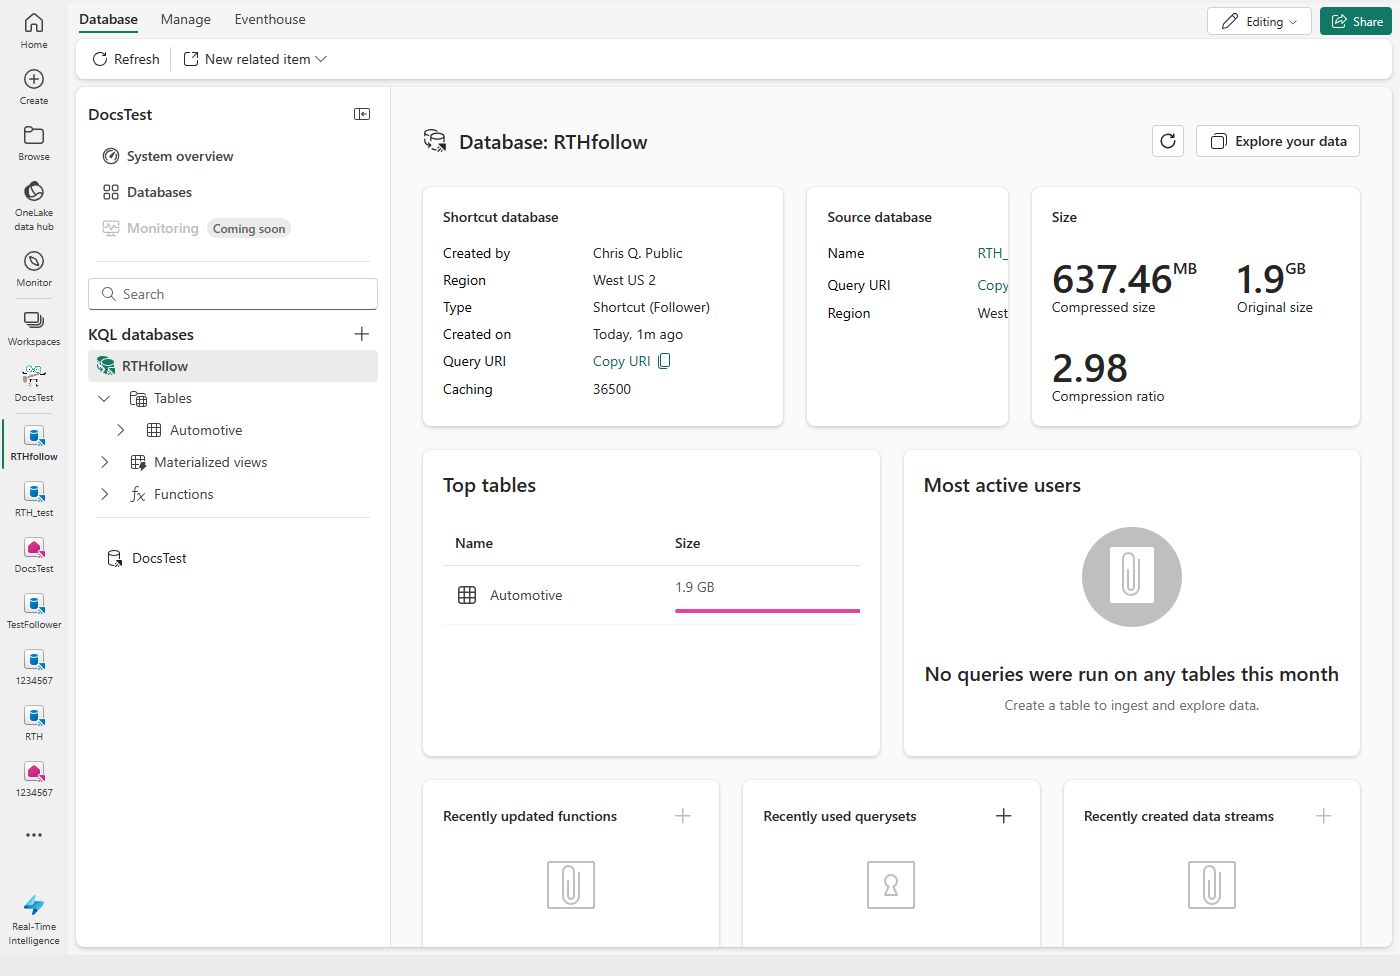 Database
Manage
Eventhouse
Editing
Share
Refresh
New related item
Home
Create
Browse
OneLake
data hub
Monitor
Workspaces
DocsTest
RTHfollow
RTH_test
DocsTest
TestFollower
1234567
RTH
1234567
Real-Time
Intelligence
DocsTest
System overview
Databases
Monitoring
Coming soon
Search
KQL databases
RTHfollow
Tables
Automotive
Materialized views
Functions
DocsTest
Database: RTHfollow
Explore your data
Shortcut database
Created by Chris Q. Public
Region West US 2
Type Shortcut (Follower)
Created on Today, 1m ago
Query URI Copy URI
Caching 36500
Source database
Name RTH_
Query URI Copy
Region West
Size
637.46 MB
Compressed size
1.9 GB
Original size
2.98
Compression ratio
Top tables
Name Size
Automotive 1.9 GB
Most active users
No queries were run on any tables this month
Create a table to ingest and explore data.
Recently updated functions
Recently used querysets
Recently created data streams